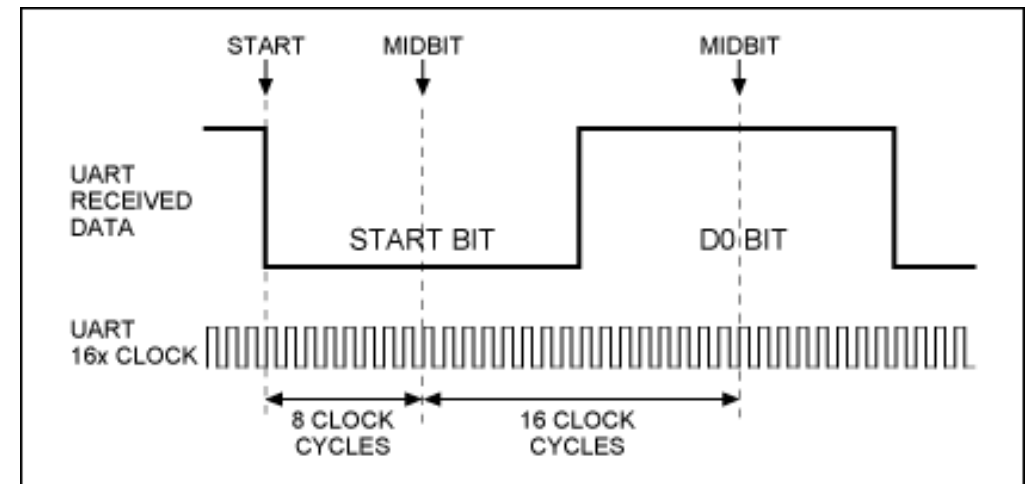 START
MIDBIT
MIDBIT
UART
RECEIVED
DATA
START BIT
D0 BIT
UART
16x CLOCK
8 CLOCK
CYCLES
16 CLOCK
CYCLES